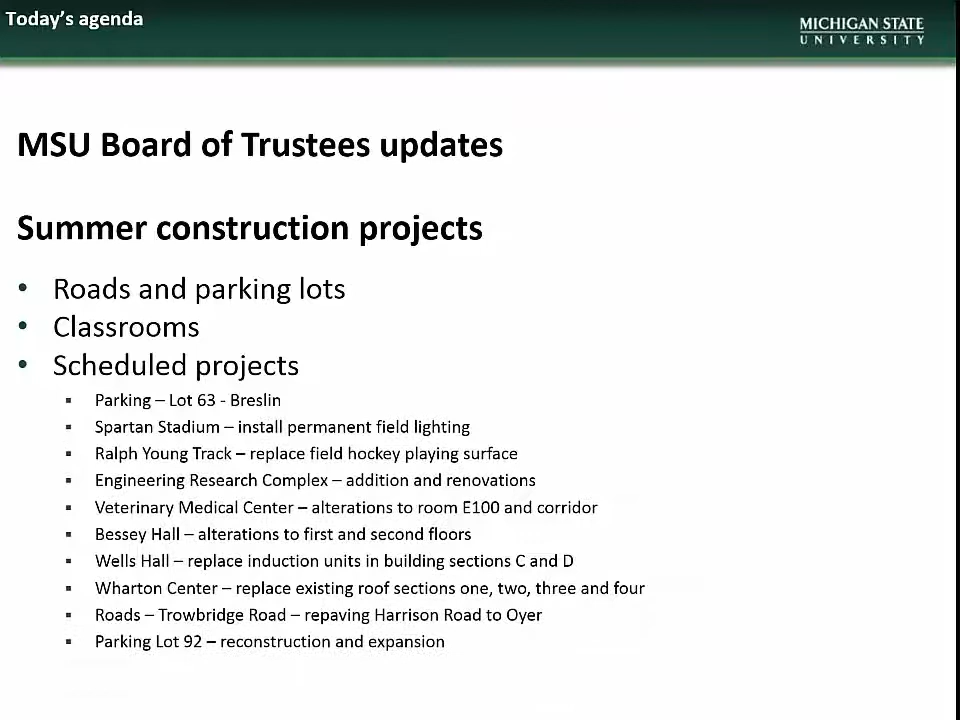 Today's agenda
MICHIGAN STATE
UNIVERSITY
MSU Board of Trustees updates
Summer construction projects
• Roads and parking lots
• Classrooms
• Scheduled projects
▪ Parking – Lot 63 - Breslin
▪ Spartan Stadium – install permanent field lighting
▪ Ralph Young Track – replace field hockey playing surface
▪ Engineering Research Complex – addition and renovations
▪ Veterinary Medical Center – alterations to room E100 and corridor
▪ Bessey Hall – alterations to first and second floors
▪ Wells Hall – replace induction units in building sections C and D
▪ Wharton Center – replace existing roof sections one, two, three and four
▪ Roads – Trowbridge Road – repaving Harrison Road to Oyer
▪ Parking Lot 92 – reconstruction and expansion